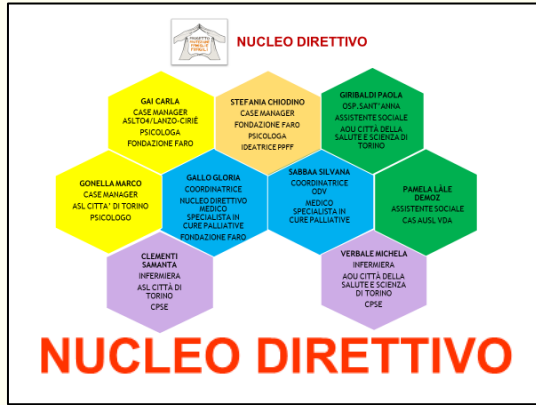 NUCLEO DIRETTIVO
GAI CARLA
CASE MANAGER
ASLTO4/LANZO-CIRIÉ
PSICOLOGA
FONDAZIONE FARO
STEFANIA CHIODINO
CASE MANAGER
FONDAZIONE FARO
PSICOLOGA
IDEATRICE PPFF
GIRIBALDI PAOLA
OSP.SANT'ANNA
ASSISTENTE SOCIALE
AOU CITTÀ DELLA
SALUTE E SCIENZA DI
TORINO
GONELLA MARCO
CASE MANAGER
ASL CITTA' DI TORINO
PSICOLOGO
GALLO GLORIA
COORDINATRICE
NUCLEO DIRETTIVO
MEDICO
SPECIALISTA IN
CURE PALLIATIVE
FONDAZIONE FARO
SABBAA SILVANA
COORDINATRICE
ODV
MEDICO
SPECIALISTA IN
CURE PALLIATIVE
PAMELA LÀLE
DEMOZ
ASSISTENTE SOCIALE
CAS AUSL VDA
CLEMENTI
SAMANTA
INFERMIERA
ASL CITTÀ DI
TORINO
CPSE
VERBALE MICHELA
INFERMIERA
AOU CITTÀ DELLA
SALUTE E SCIENZA
DI TORINO
CPSE
NUCLEO DIRETTIVO